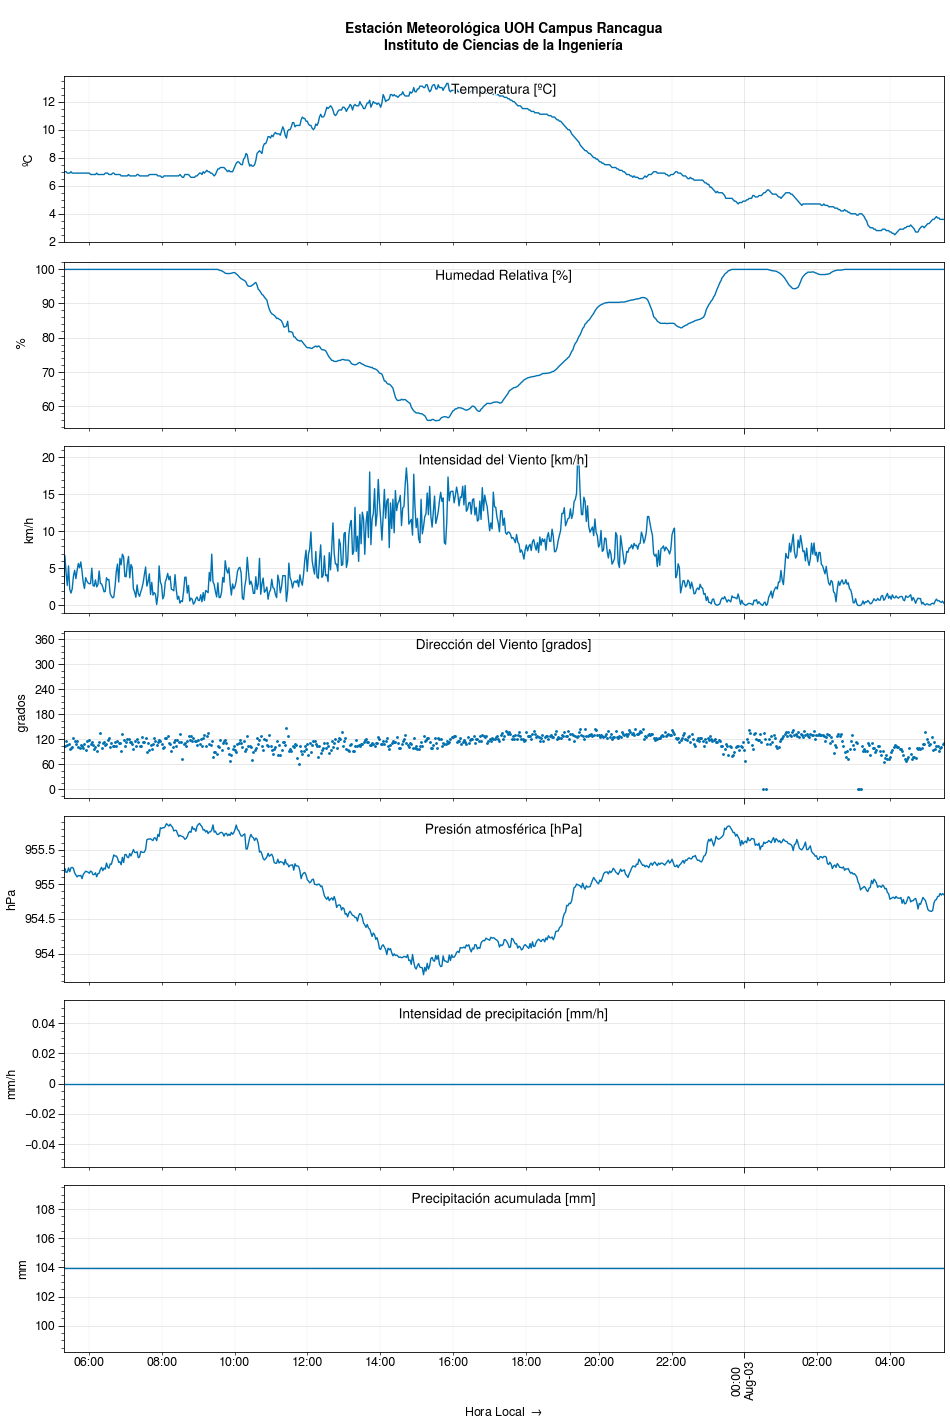 Estación Meteorológica UOH Campus Rancagua
Instituto de Ciencias de la Ingeniería
Temperatura [ºC]
ºC
12
10
8
6
4
2
Humedad Relativa [%]
%
100
90
80
70
60
Intensidad del Viento [km/h]
km/h
20
15
10
5
0
Dirección del Viento [grados]
grados
360
300
240
180
120
60
0
Presión atmosférica [hPa]
hPa
955.5
955
954.5
954
Intensidad de precipitación [mm/h]
mm/h
0.04
0.02
0
−0.02
−0.04
Precipitación acumulada [mm]
mm
108
106
104
102
100
06:00 08:00 10:00 12:00 14:00 16:00 18:00 20:00 22:00 00:00 02:00 04:00
Aug-03
Hora Local →